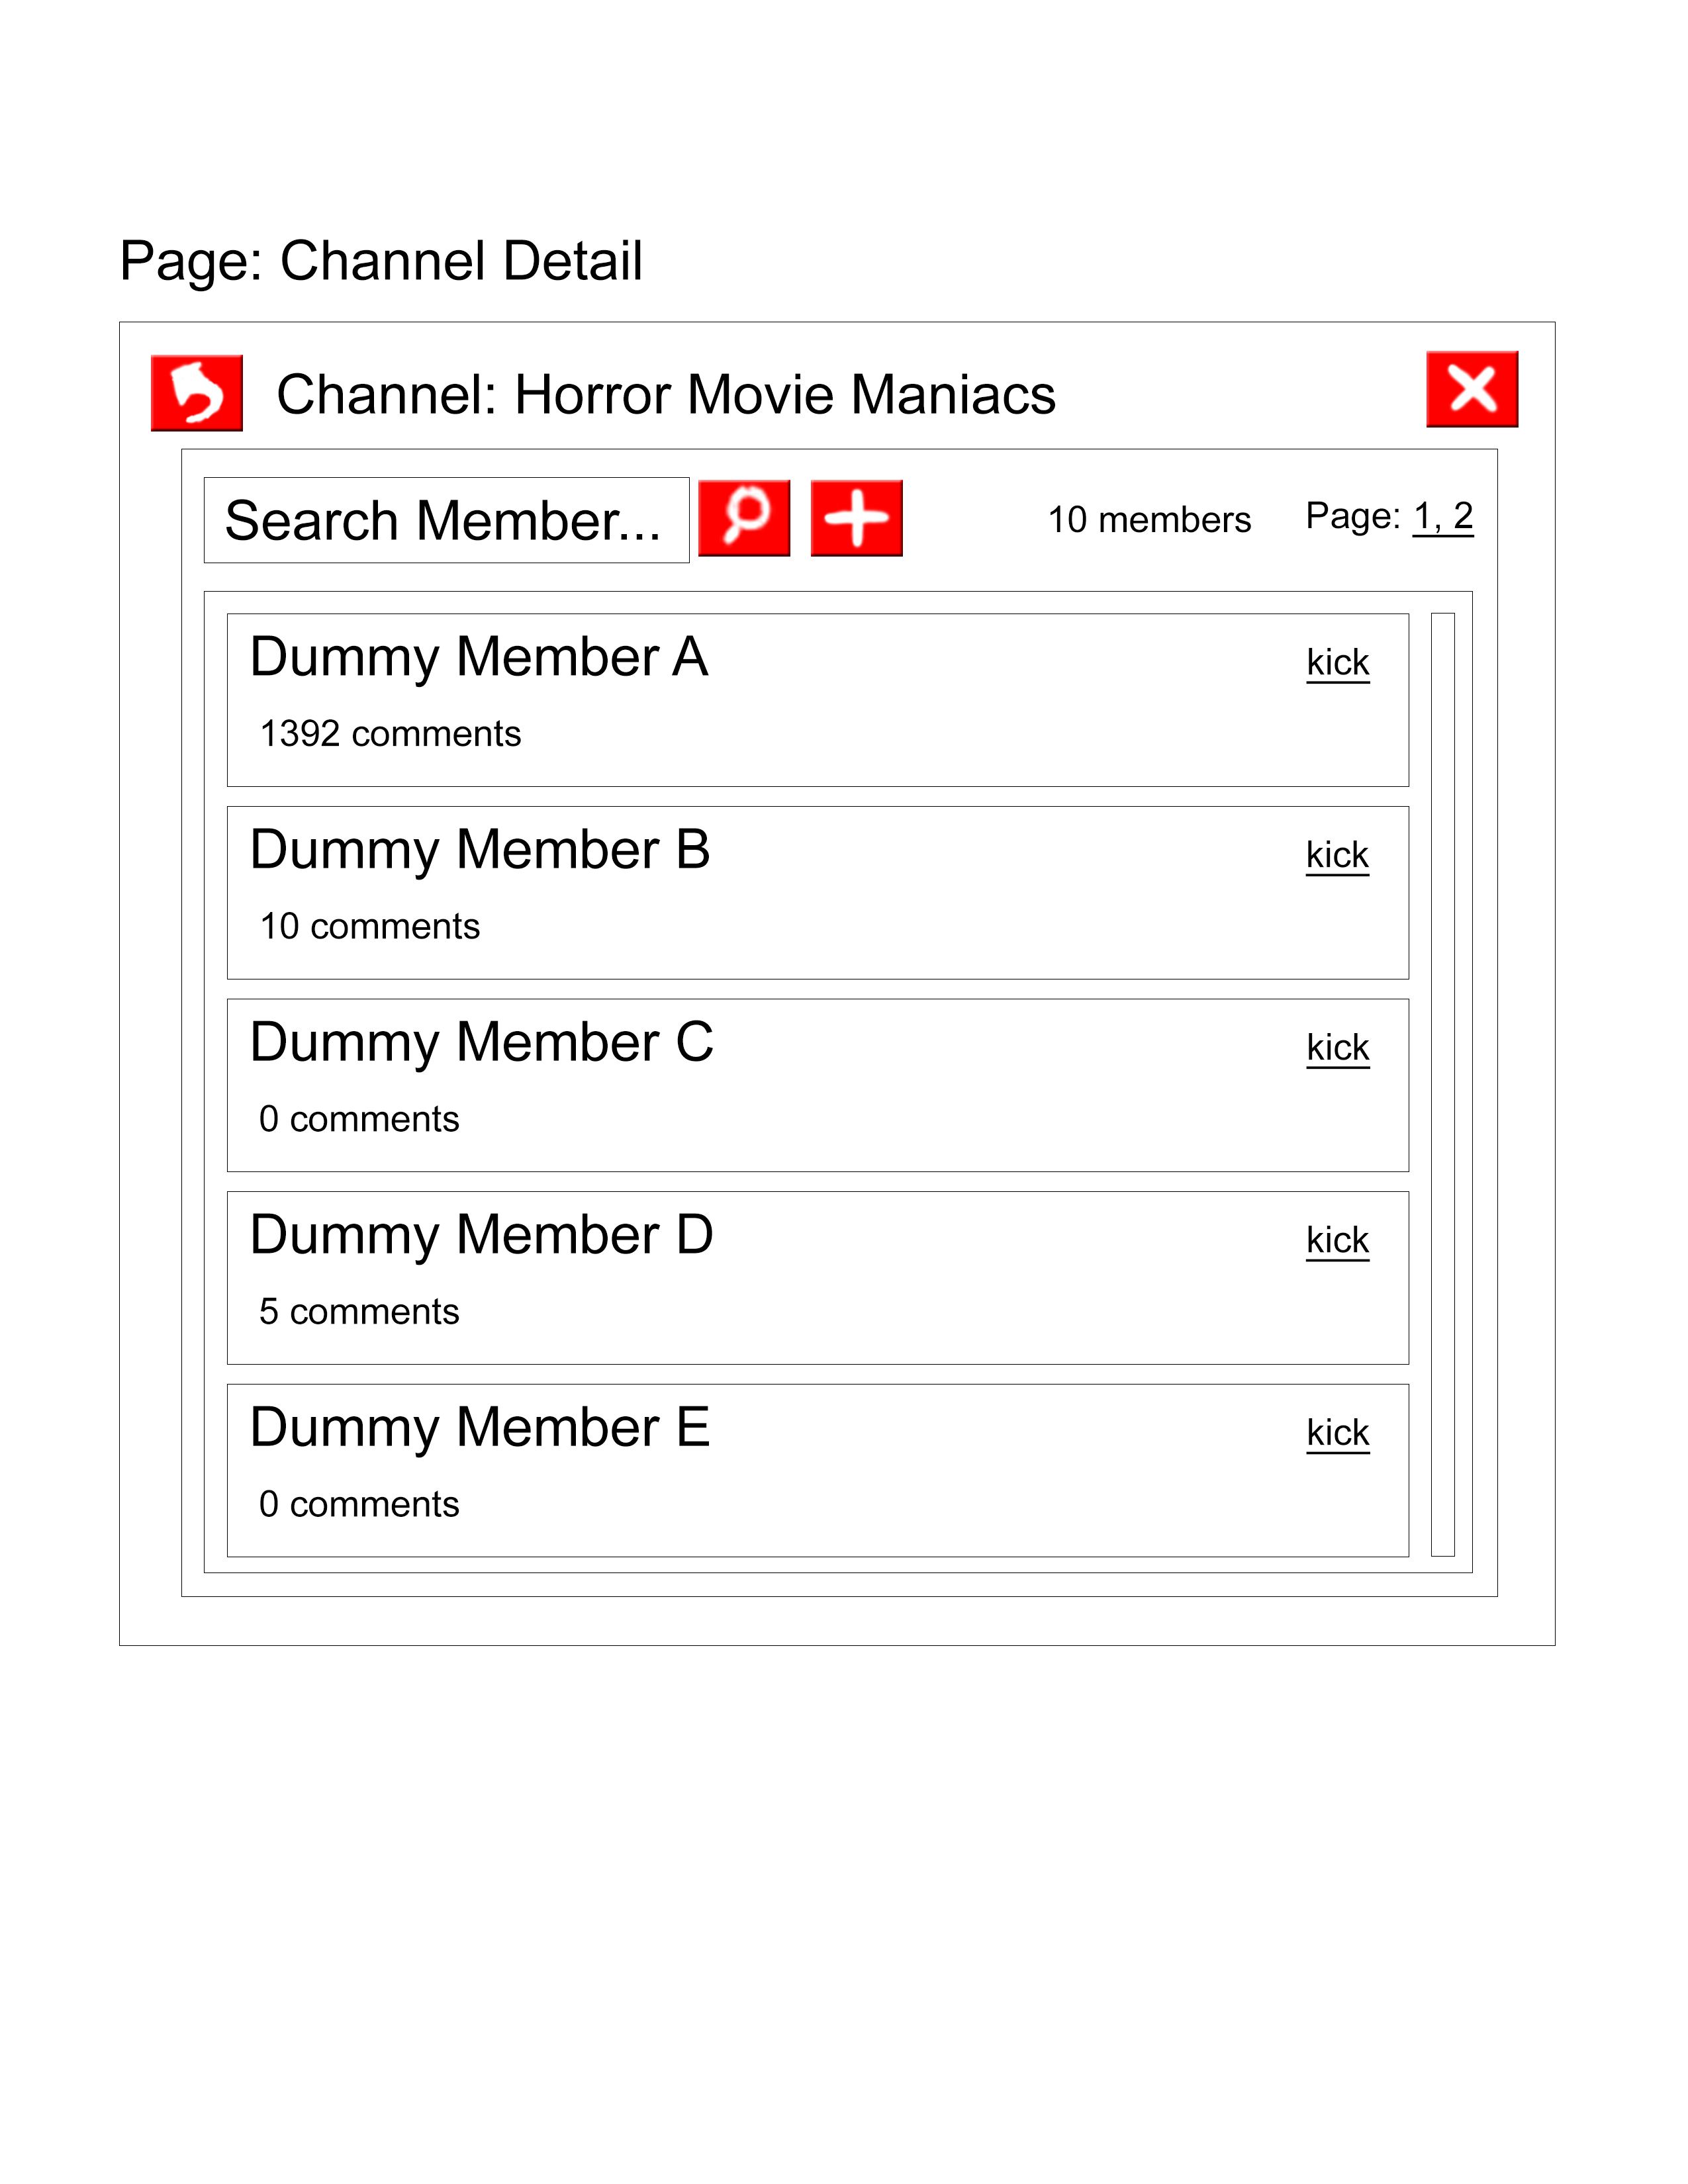 Page: Channel Detail
Channel: Horror Movie Maniacs
Search Member...
10 members
Page: 1, 2
Dummy Member A
kick
1392 comments
Dummy Member B
kick
10 comments
Dummy Member C
kick
0 comments
Dummy Member D
kick
5 comments
Dummy Member E
kick
0 comments